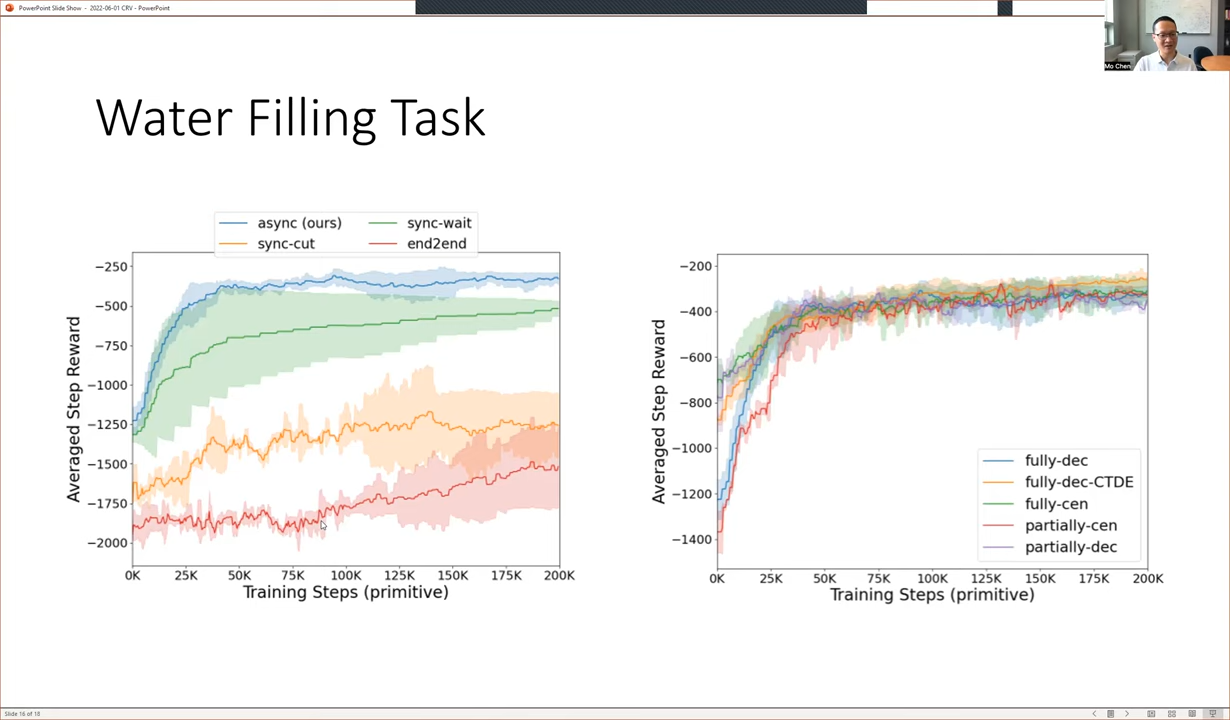 PowerPoint Slide Show - 2022-06-01 CRV - PowerPoint
Mo Chen
Water Filling Task
async (ours) sync-wait
sync-cut end2end
−250
−500
−750
−1000
−1250
−1500
−1750
−2000
Averaged Step Reward
0K 25K 50K 75K 100K 125K 150K 175K 200K
Training Steps (primitive)
−200
−400
−600
−800
−1000
−1200
−1400
Averaged Step Reward
fully-dec
fully-dec-CTDE
fully-cen
partially-cen
partially-dec
0K 25K 50K 75K 100K 125K 150K 175K 200K
Training Steps (primitive)
Slide 16 of 18